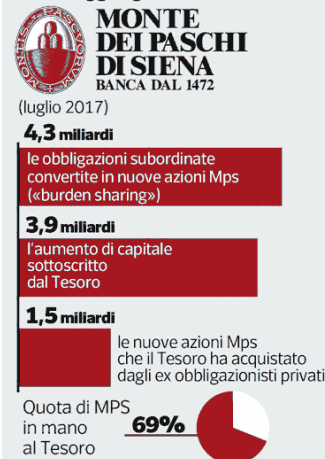 MONTIS PASCUORUM
MONTE
DEI PASCHI
DI SIENA
BANCA DAL 1472
(luglio 2017)
4,3 miliardi
le obbligazioni subordinate
convertite in nuove azioni Mps
(«burden sharing»)
3,9 miliardi
l'aumento di capitale
sottoscritto
dal Tesoro
1,5 miliardi
le nuove azioni Mps
che il Tesoro ha acquistato
dagli ex obbligazionisti privati
Quota di MPS
in mano
al Tesoro
69%